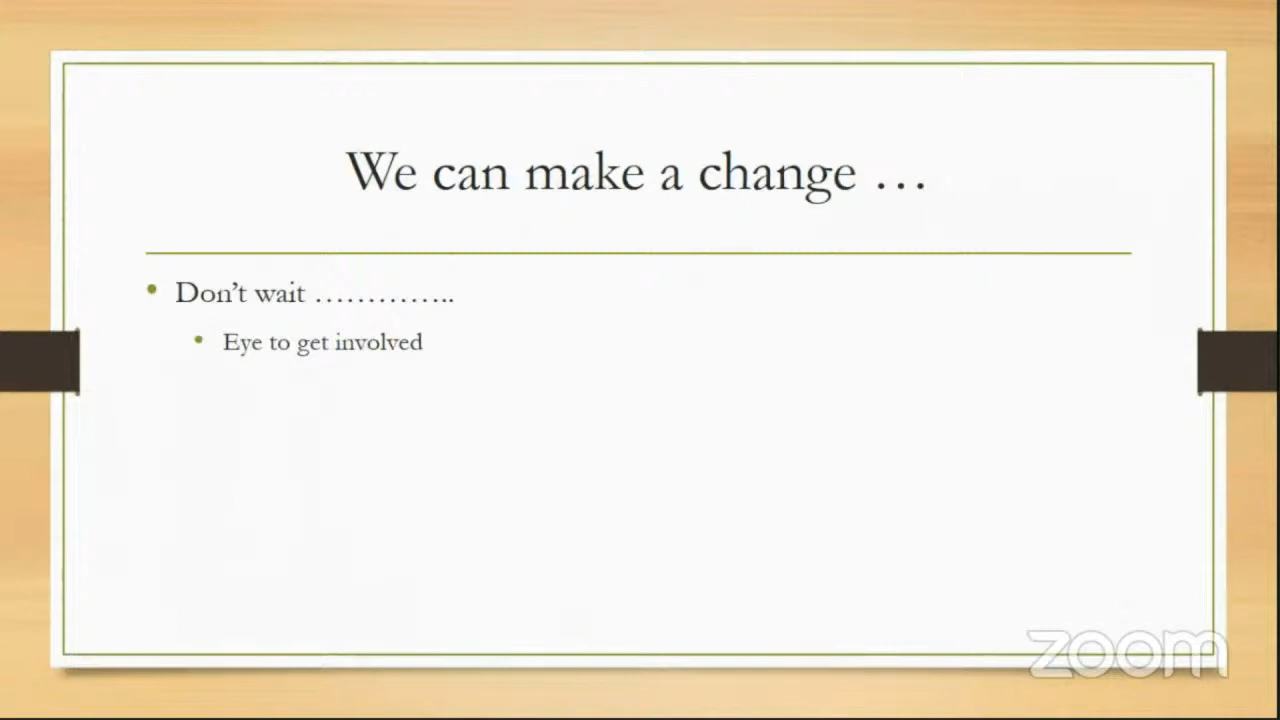 We can make a change …
Don’t wait …………..
Eye to get involved
zoom